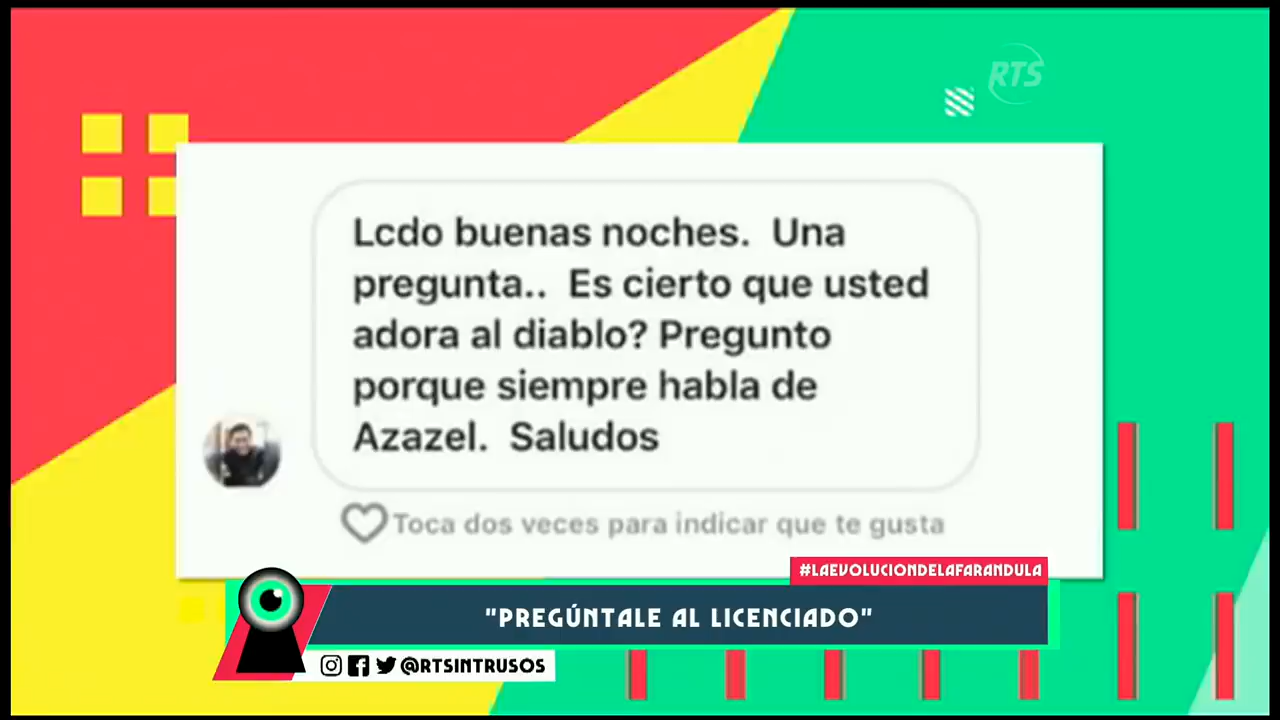 RTS
Lcdo buenas noches. Una
pregunta.. Es cierto que usted
adora al diablo? Pregunto
porque siempre habla de
Azazel. Saludos
Toca dos veces para indicar que te gusta
#LAEVOLUCIONDELAFARANDULA
"PREGÚNTALE AL LICENCIADO"
@RTSINTRUSOS